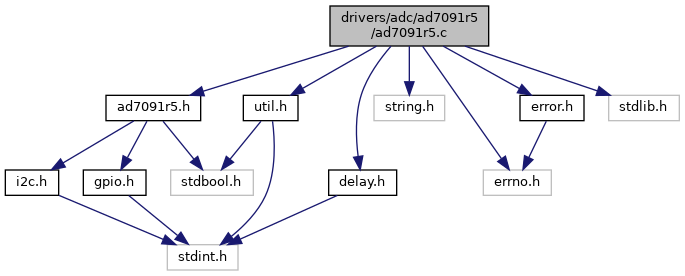 drivers/adc/ad7091r5
/ad7091r5.c
ad7091r5.h
util.h
string.h
error.h
stdlib.h
i2c.h
gpio.h
stdbool.h
delay.h
errno.h
stdint.h